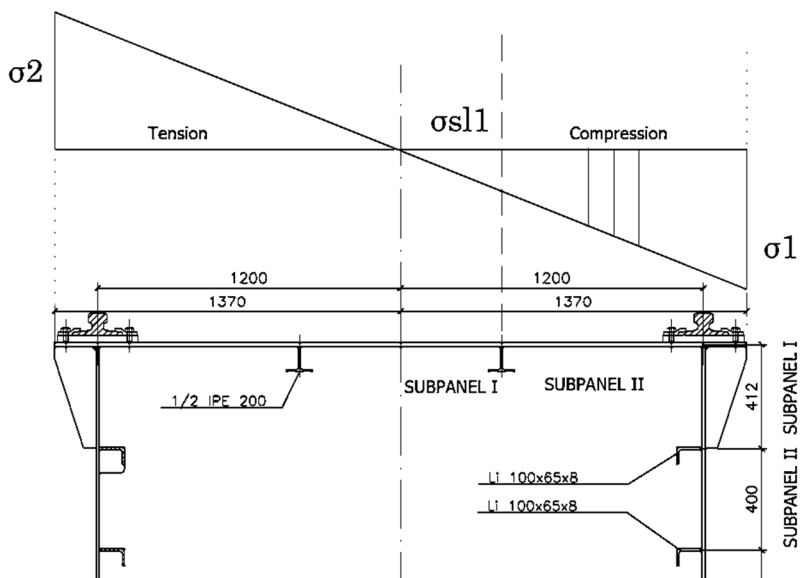 σ2
σsl1
Tension
Compression
σ1
1200
1200
1370
1370
SUBPANEL I
SUBPANEL II
1/2 IPE 200
412
SUBPANEL I
Li 100x65x8
Li 100x65x8
400
SUBPANEL II